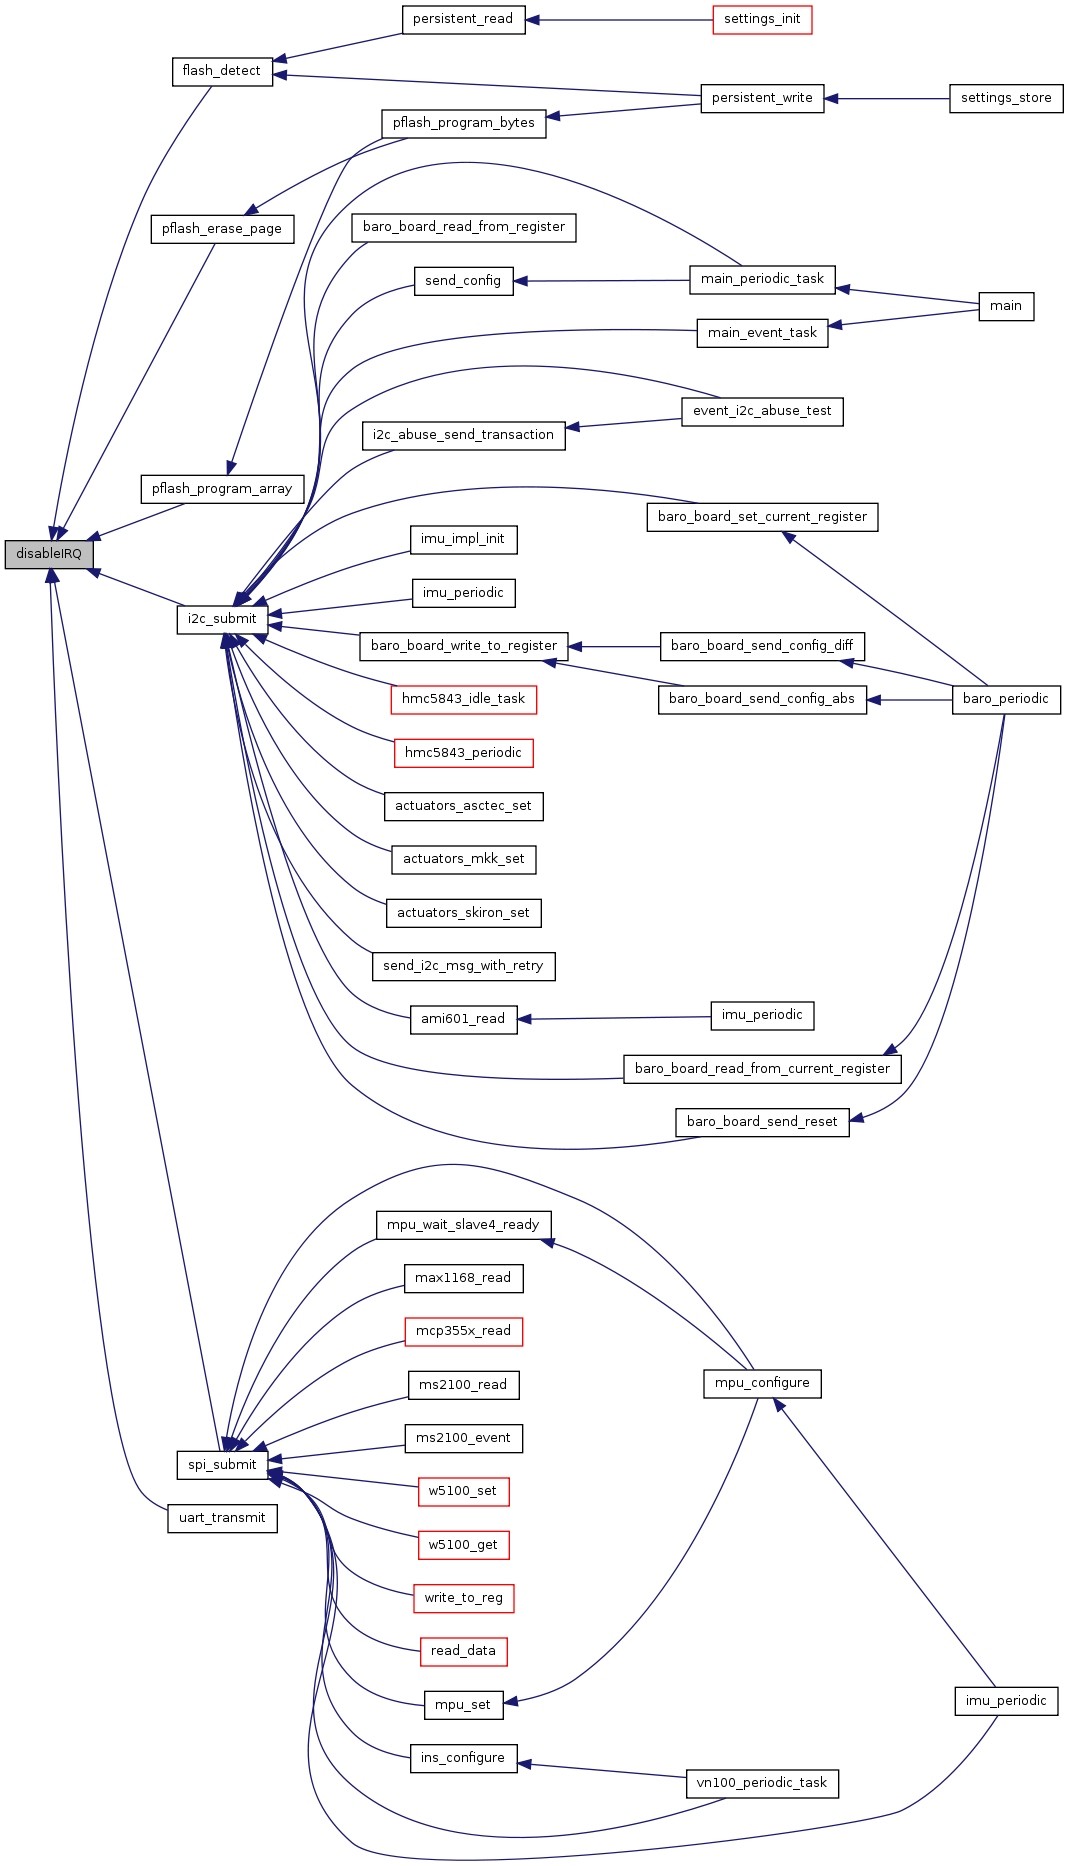 persistent_read
settings_init
flash_detect
persistent_write
settings_store
pflash_program_bytes
pflash_erase_page
baro_board_read_from_register
send_config
main_periodic_task
main
main_event_task
event_i2c_abuse_test
i2c_abuse_send_transaction
pflash_program_array
baro_board_set_current_register
disableIRQ
imu_impl_init
imu_periodic
i2c_submit
baro_board_write_to_register
baro_board_send_config_diff
hmc5843_idle_task
baro_board_send_config_abs
baro_periodic
hmc5843_periodic
actuators_asctec_set
actuators_mkk_set
actuators_skiron_set
send_i2c_msg_with_retry
ami601_read
imu_periodic
baro_board_read_from_current_register
baro_board_send_reset
mpu_wait_slave4_ready
max1168_read
mcp355x_read
ms2100_read
mpu_configure
ms2100_event
spi_submit
w5100_set
uart_transmit
w5100_get
write_to_reg
read_data
mpu_set
imu_periodic
ins_configure
vn100_periodic_task